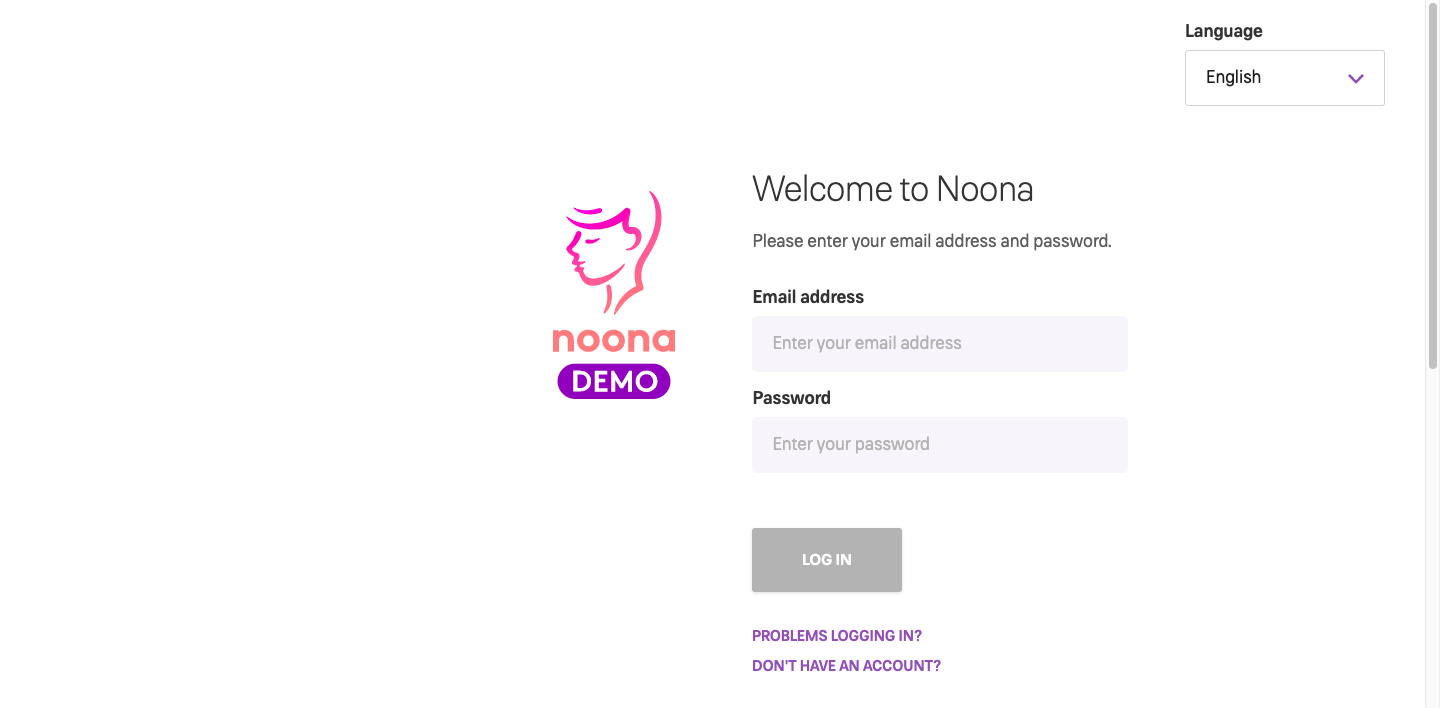 Language
English
Welcome to Noona
Please enter your email address and password.
Email address
Enter your email address
noona
DEMO
Password
Enter your password
LOG IN
PROBLEMS LOGGING IN?
DON'T HAVE AN ACCOUNT?